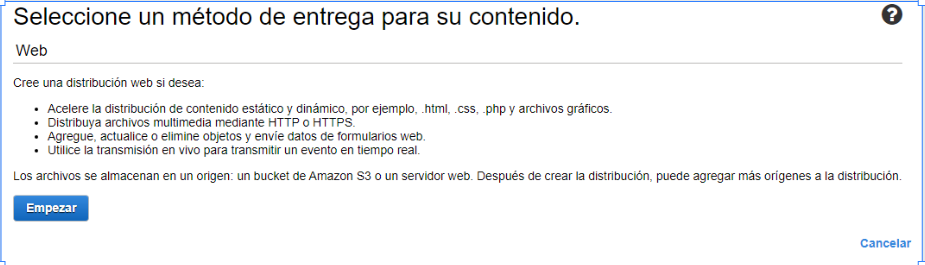 Seleccione un método de entrega para su contenido.
Web
Cree una distribución web si desea:
Acelere la distribución de contenido estático y dinámico, por ejemplo, .html, .css, .php y archivos gráficos.
Distribuya archivos multimedia mediante HTTP o HTTPS.
Agregue, actualice o elimine objetos y envíe datos de formularios web.
Utilice la transmisión en vivo para transmitir un evento en tiempo real.
Los archivos se almacenan en un origen: un bucket de Amazon S3 o un servidor web. Después de crear la distribución, puede agregar más orígenes a la distribución.
Empezar
Cancelar